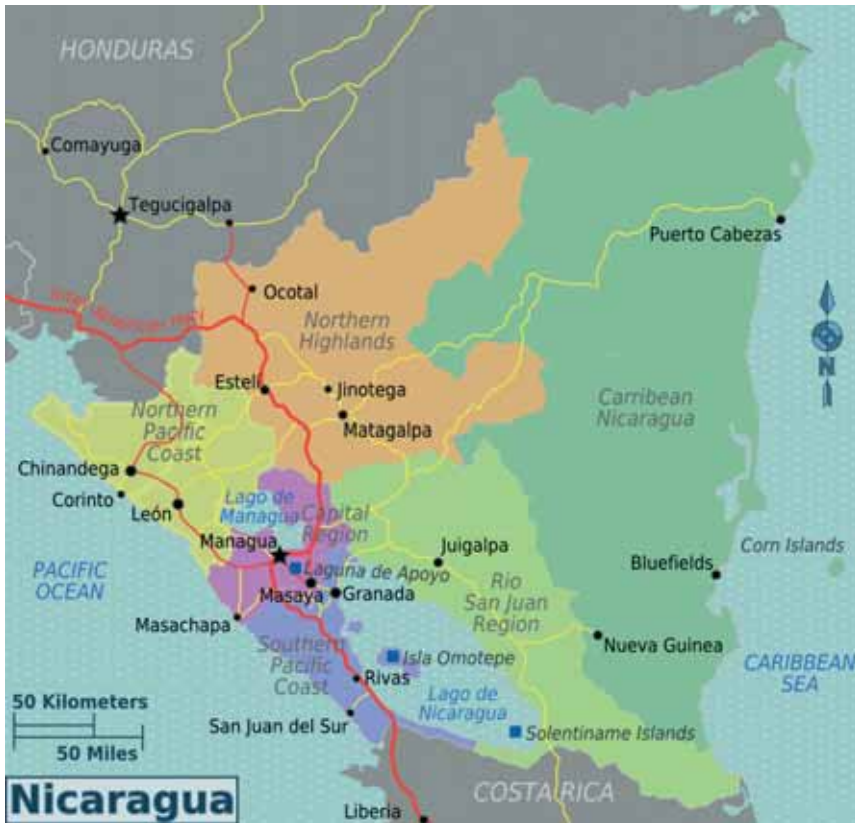 HONDURAS
Comayuga
Tegucigalpa
Puerto Cabezas
Ocotal
Inter American Hwy
Northern
Highlands
N
Estelí
Jinotega
Carribean
Nicaragua
Northern
Pacific
Coast
Matagalpa
Chinandega
Corinto
León
Lago de
Managua
Capital
Region
Managua
Juigalpa
Corn Islands
PACIFIC
OCEAN
Laguna de Apoyo
Bluefields
Masaya
Granada
Rio
San Juan
Region
Masachapa
Nueva Guinea
Southern
Pacific
Coast
Isla Omotepe
CARIBBEAN
SEA
Rivas
Lago de
Nicaragua
50 Kilometers
50 Miles
San Juan del Sur
Solentiname Islands
Nicaragua
COSTA RICA
Liberia